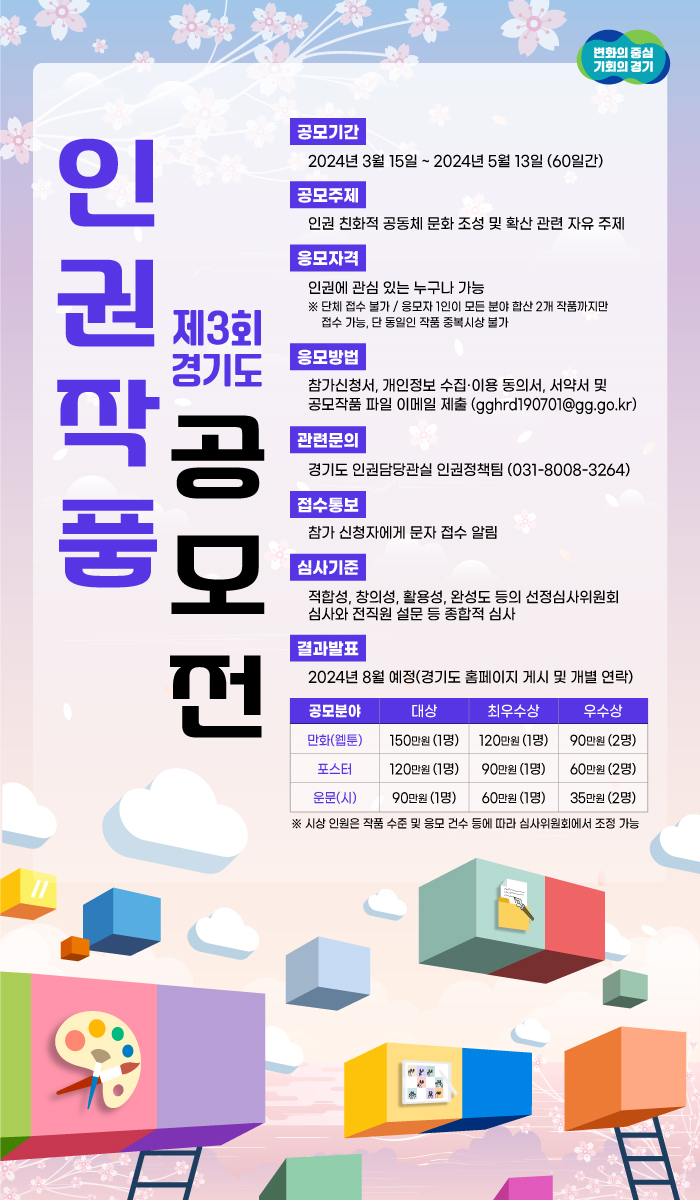 변화의 중심
기회의 경기
인권작품
제3회
경기도
공모전
공모기간
2024년 3월 15일 ~ 2024년 5월 13일 (60일간)
공모주제
인권 친화적 공동체 문화 조성 및 확산 관련 자유 주제
응모자격
인권에 관심 있는 누구나 가능
※ 단체 접수 불가 / 응모자 1인이 모든 분야 합산 2개 작품까지만
접수 가능, 단 동일인 작품 중복시상 불가
응모방법
참가신청서, 개인정보 수집·이용 동의서, 서약서 및
공모작품 파일 이메일 제출 (gghrd190701@gg.go.kr)
관련문의
경기도 인권담당관실 인권정책팀 (031-8008-3264)
접수통보
참가 신청자에게 문자 접수 알림
심사기준
적합성, 창의성, 활용성, 완성도 등의 선정심사위원회
심사와 전직원 설문 등 종합적 심사
결과발표
2024년 8월 예정(경기도 홈페이지 게시 및 개별 연락)
공모분야 대상 최우수상 우수상
만화(웹툰) 150만원 (1명) 120만원 (1명) 90만원 (2명)
포스터 120만원 (1명) 90만원 (1명) 60만원 (2명)
운문(시) 90만원 (1명) 60만원 (1명) 35만원 (2명)
※ 시상 인원은 작품 수준 및 응모 건수 등에 따라 심사위원회에서 조정 가능